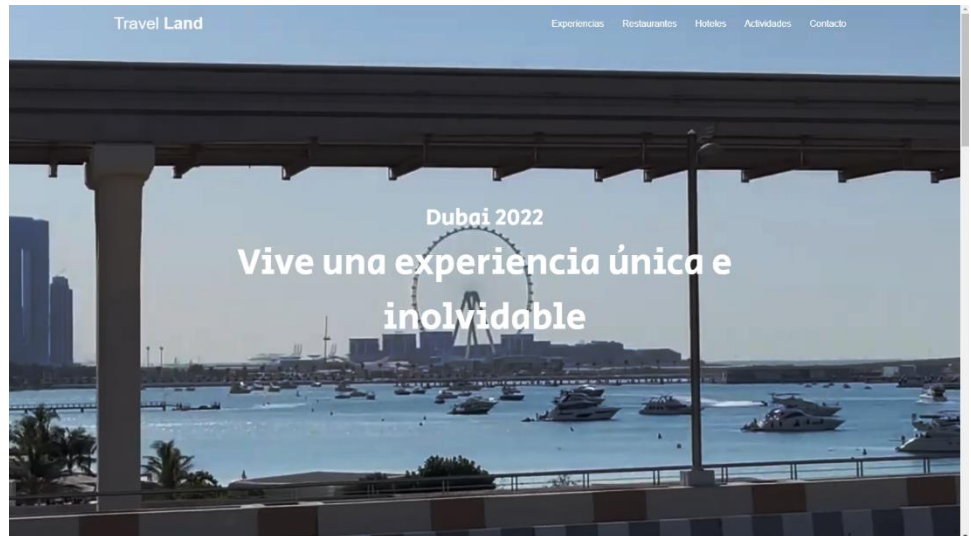 Travel Land
Experiencias Restaurantes Hoteles Actividades Contacto
Dubai 2022
Vive una experiencia única e
inolvidable